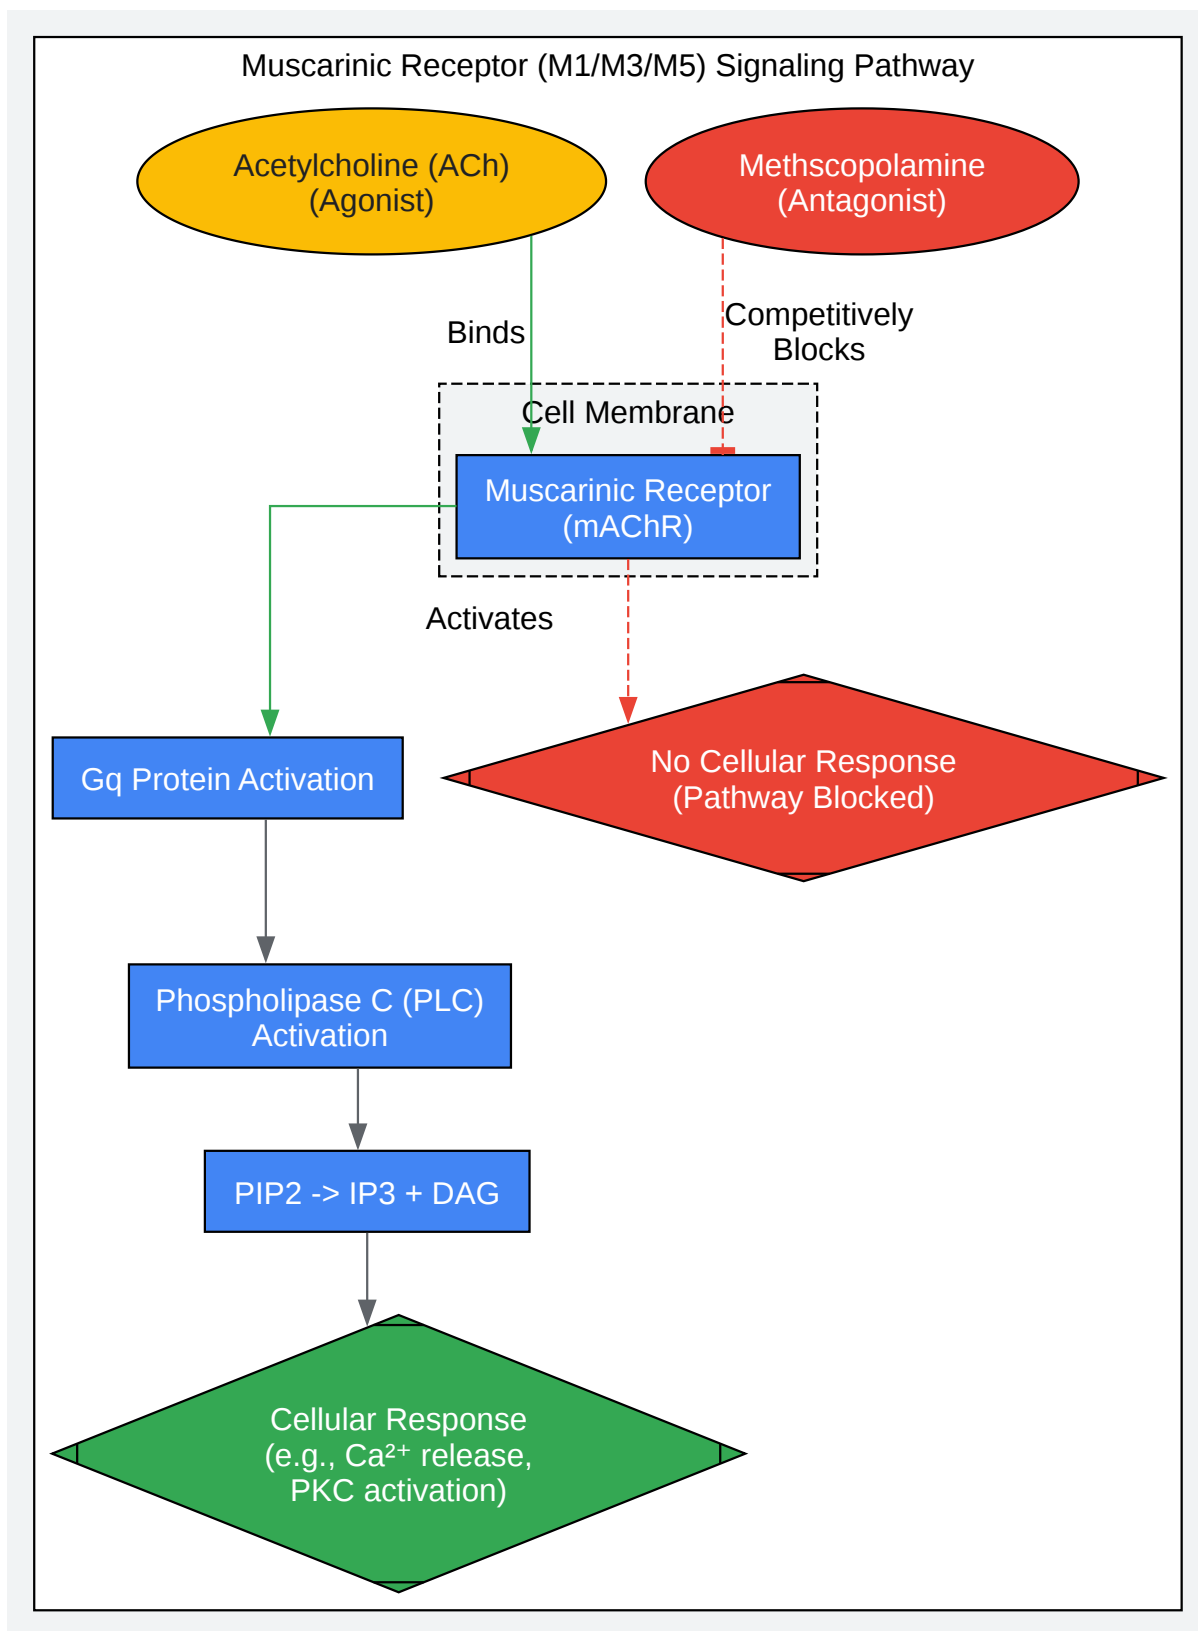 Muscarinic Receptor (M1/M3/M5) Signaling Pathway
Acetylcholine (ACh)
(Agonist)
Methscopolamine
(Antagonist)
Binds
Competitively
Blocks
Cell Membrane
Muscarinic Receptor
(mAChR)
Activates
Gq Protein Activation
No Cellular Response
(Pathway Blocked)
Phospholipase C (PLC)
Activation
PIP2 -> IP3 + DAG
Cellular Response
(e.g., Ca²⁺ release,
PKC activation)